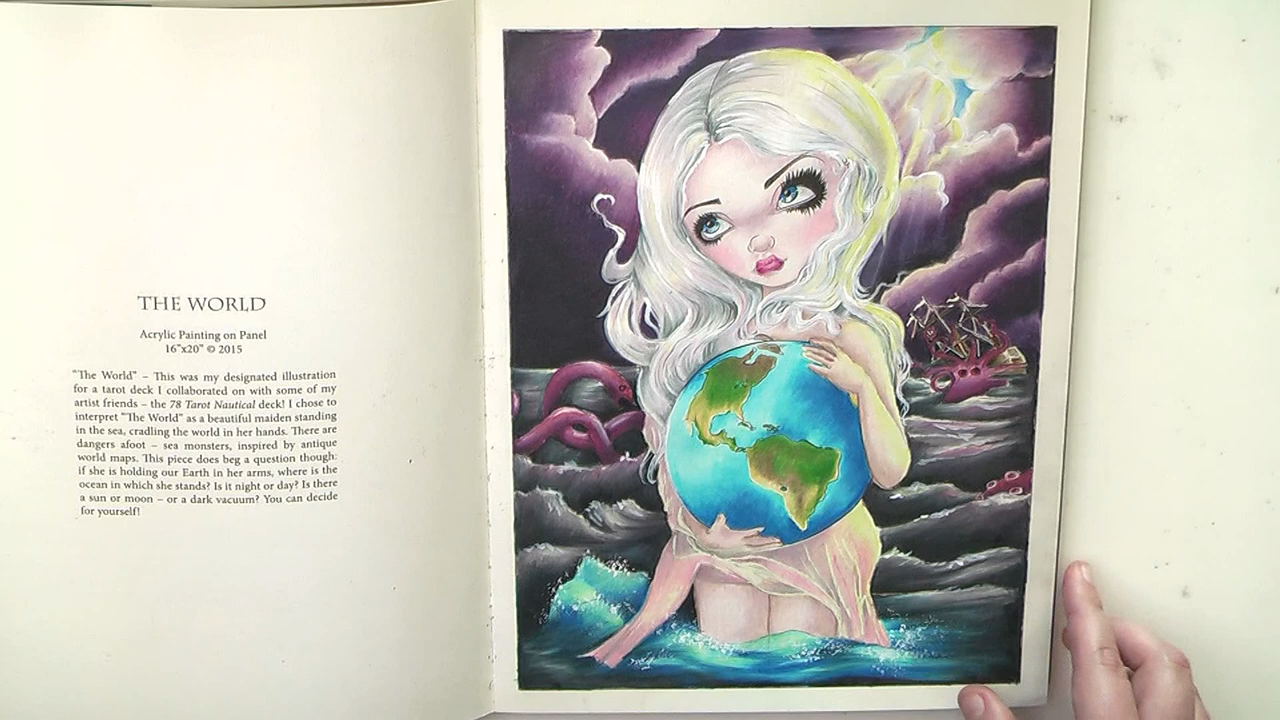 THE WORLD
Acrylic Painting on Panel
16"x20" © 2015
"The World" – This was my designated illustration
for a tarot deck I collaborated on with some of my
artist friends – the 78 Tarot Nautical deck! I chose to
interpret "The World" as a beautiful maiden standing
in the sea, cradling the world in her hands. There are
dangers afoot – sea monsters, inspired by antique
world maps. This piece does beg a question though:
if she is holding our Earth in her arms, where is the
ocean in which she stands? Is it night or day? Is there
a sun or moon – or a dark vacuum? You can decide
for yourself!